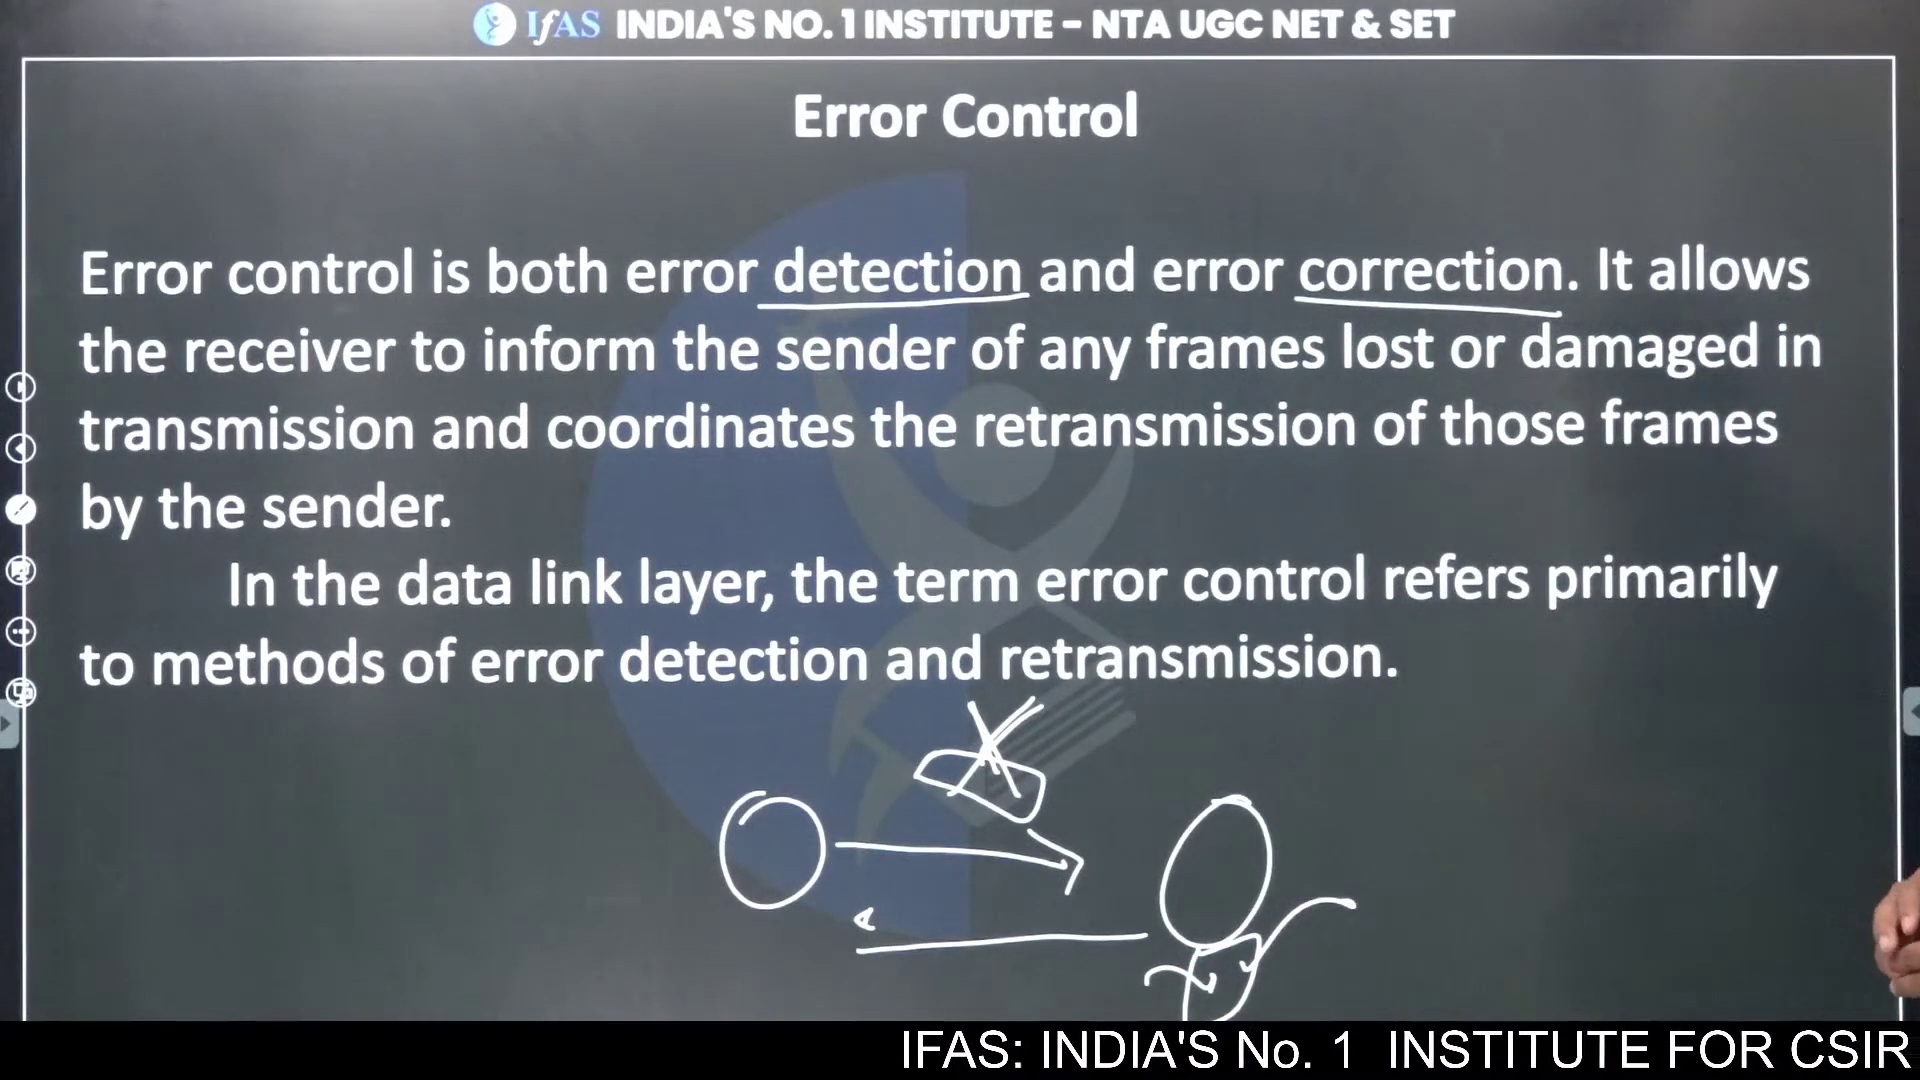 IfAS INDIA'S NO. 1 INSTITUTE - NTA UGC NET & SET
Error Control
Error control is both error detection and error correction. It allows
the receiver to inform the sender of any frames lost or damaged in
transmission and coordinates the retransmission of those frames
by the sender.
In the data link layer, the term error control refers primarily
to methods of error detection and retransmission.
IFAS: INDIA'S No. 1 INSTITUTE FOR CSIR